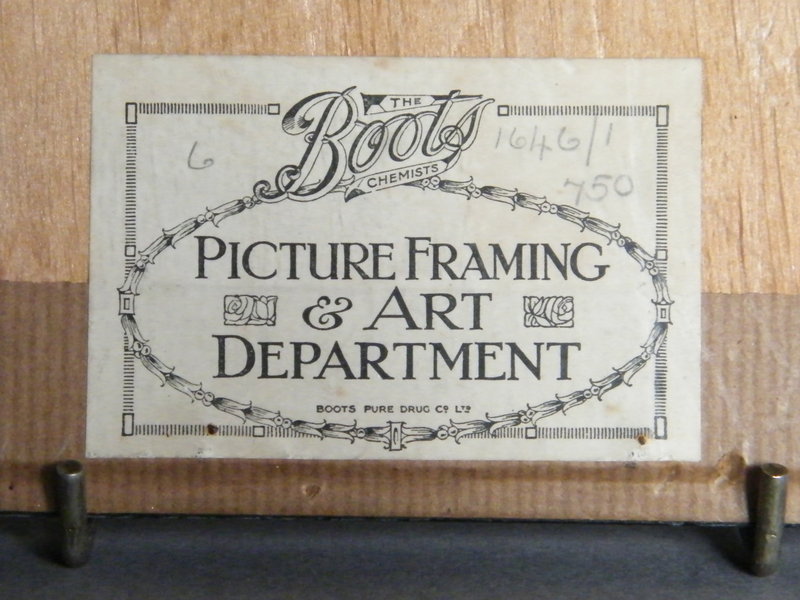 THE
Boots
CHEMISTS
6
1646/1
750
PICTURE FRAMING
& ART
DEPARTMENT
BOOTS PURE DRUG Co LTD